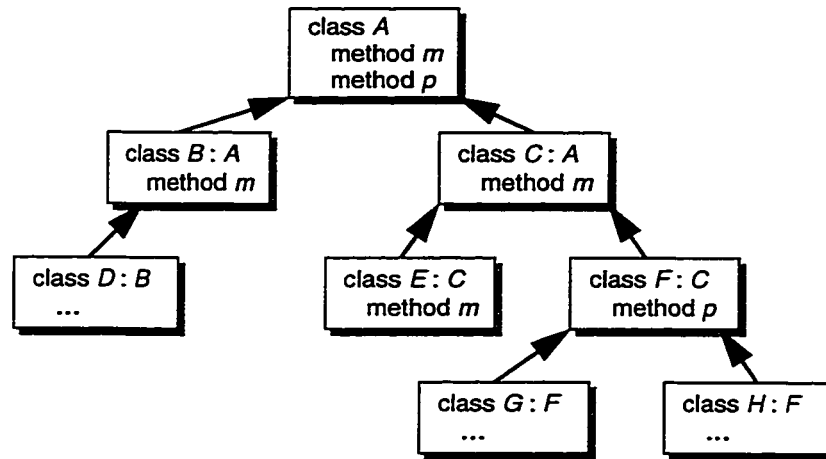 class A
method m
method p
class B : A
method m
class C : A
method m
class D : B
...
class E : C
method m
class F : C
method p
class G : F
...
class H : F
...